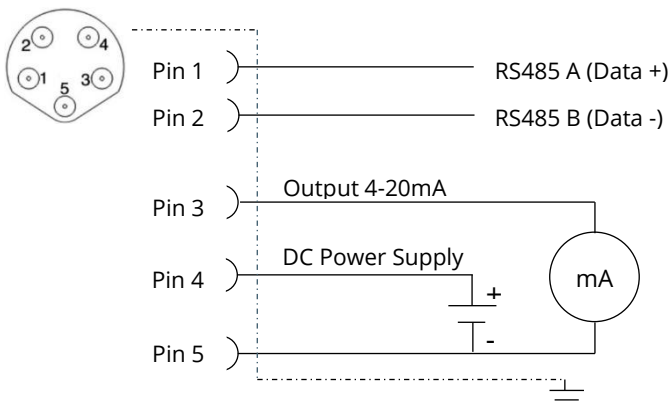 2 4
1 3
5
Pin 1 RS485 A (Data +)
Pin 2 RS485 B (Data -)
Pin 3 Output 4-20mA
Pin 4 DC Power Supply
+
mA
-
Pin 5